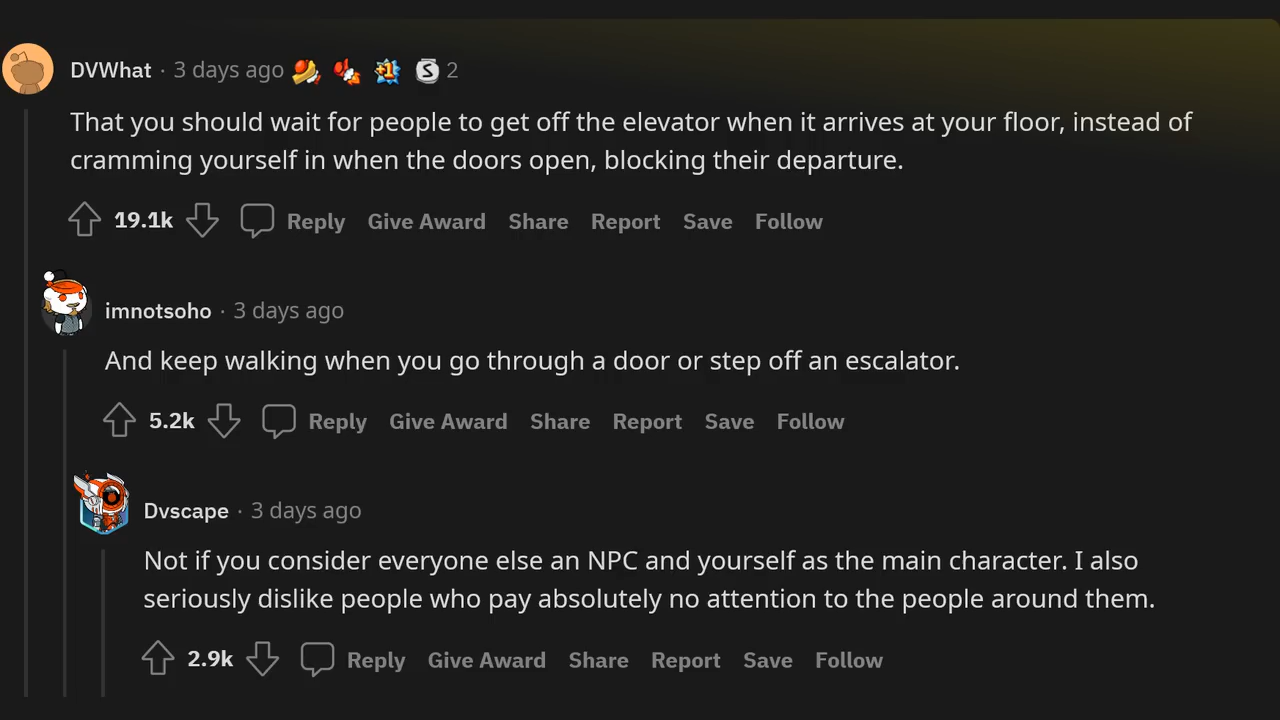 DVWhat · 3 days ago +1 S 2
That you should wait for people to get off the elevator when it arrives at your floor, instead of
cramming yourself in when the doors open, blocking their departure.
19.1k Reply Give Award Share Report Save Follow
imnotsoho · 3 days ago
And keep walking when you go through a door or step off an escalator.
5.2k Reply Give Award Share Report Save Follow
Dvscape · 3 days ago
Not if you consider everyone else an NPC and yourself as the main character. I also
seriously dislike people who pay absolutely no attention to the people around them.
2.9k Reply Give Award Share Report Save Follow